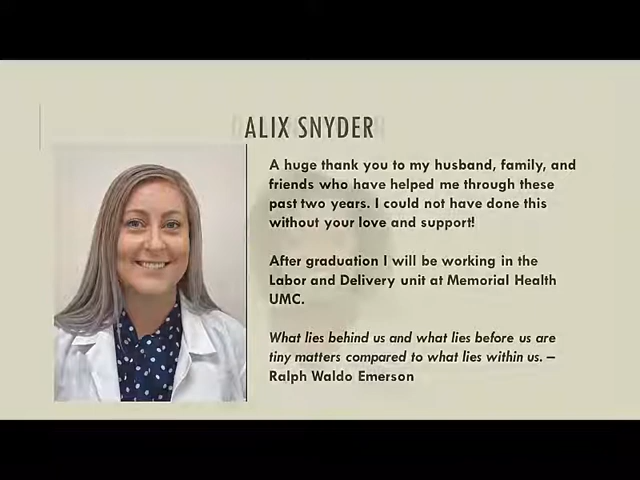 ALIX SNYDER
A huge thank you to my husband, family, and
friends who have helped me through these
past two years. I could not have done this
without your love and support!
After graduation I will be working in the
Labor and Delivery unit at Memorial Health
UMC.
What lies behind us and what lies before us are
tiny matters compared to what lies within us. –
Ralph Waldo Emerson